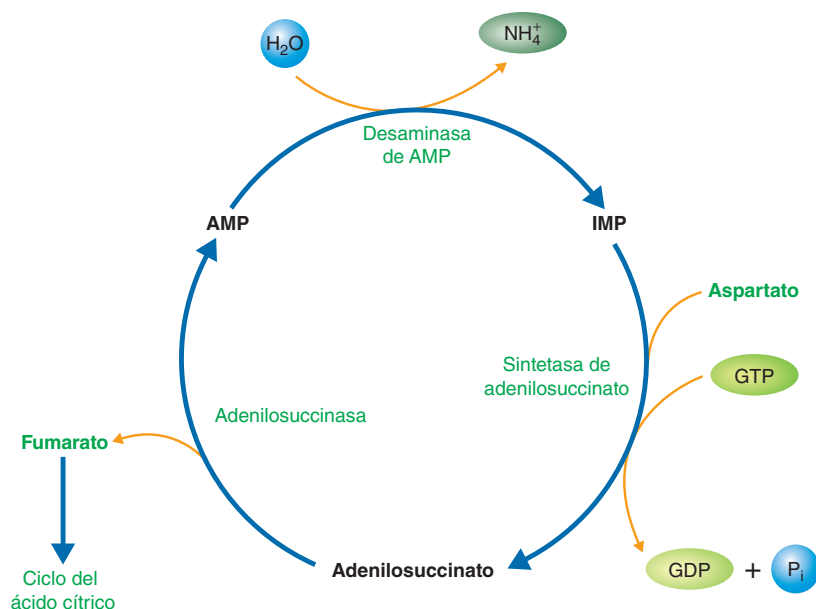 H₂O
NH₄⁺
Desaminasa
de AMP
AMP
IMP
Aspartato
Sintetasa de
adenilosuccinato
GTP
Adenilosuccinasa
Fumarato
Adenilosuccinato
GDP + Pᵢ
Ciclo del
ácido cítrico